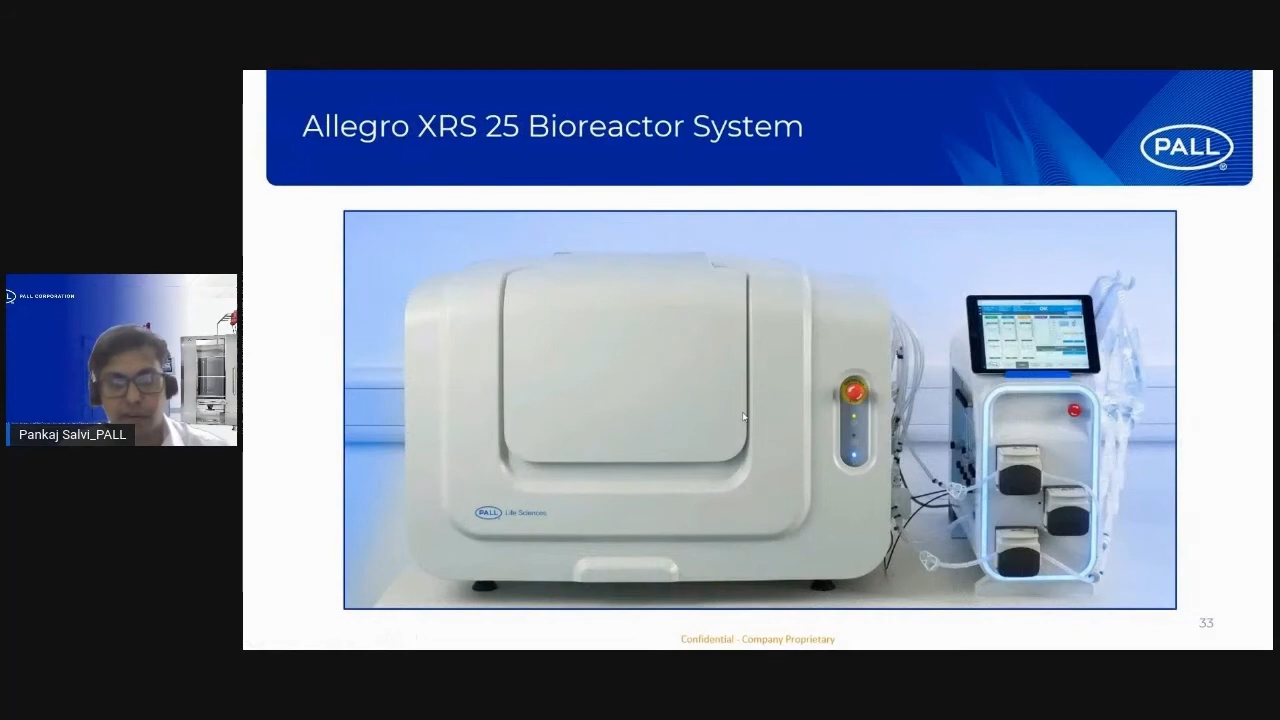 Allegro XRS 25 Bioreactor System
PALL
®
PALL CORPORATION
Pankaj Salvi_PALL
PALL Life Sciences
33
Confidential - Company Proprietary